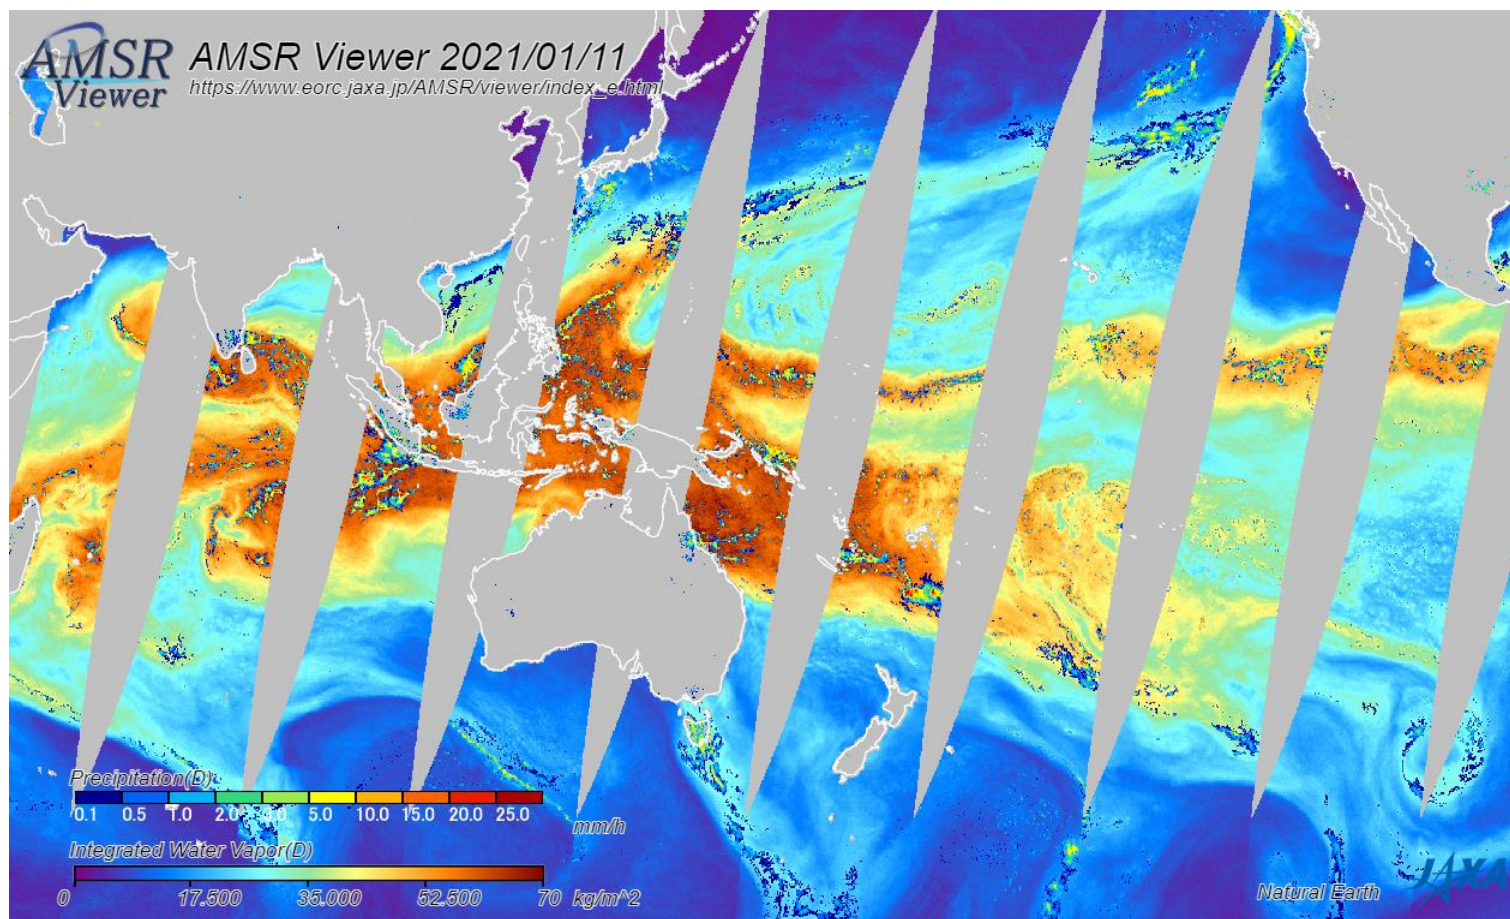 AMSR
Viewer
AMSR Viewer 2021/01/11
https://www.eorc.jaxa.jp/AMSR/viewer/index_e.html
Precipitation(D)
0.1 0.5 1.0 2.0 3.0 5.0 10.0 15.0 20.0 25.0
mm/h
Integrated Water Vapor(D)
0 17.500 35.000 52.500 70 kg/m^2
Natural Earth
JAXA